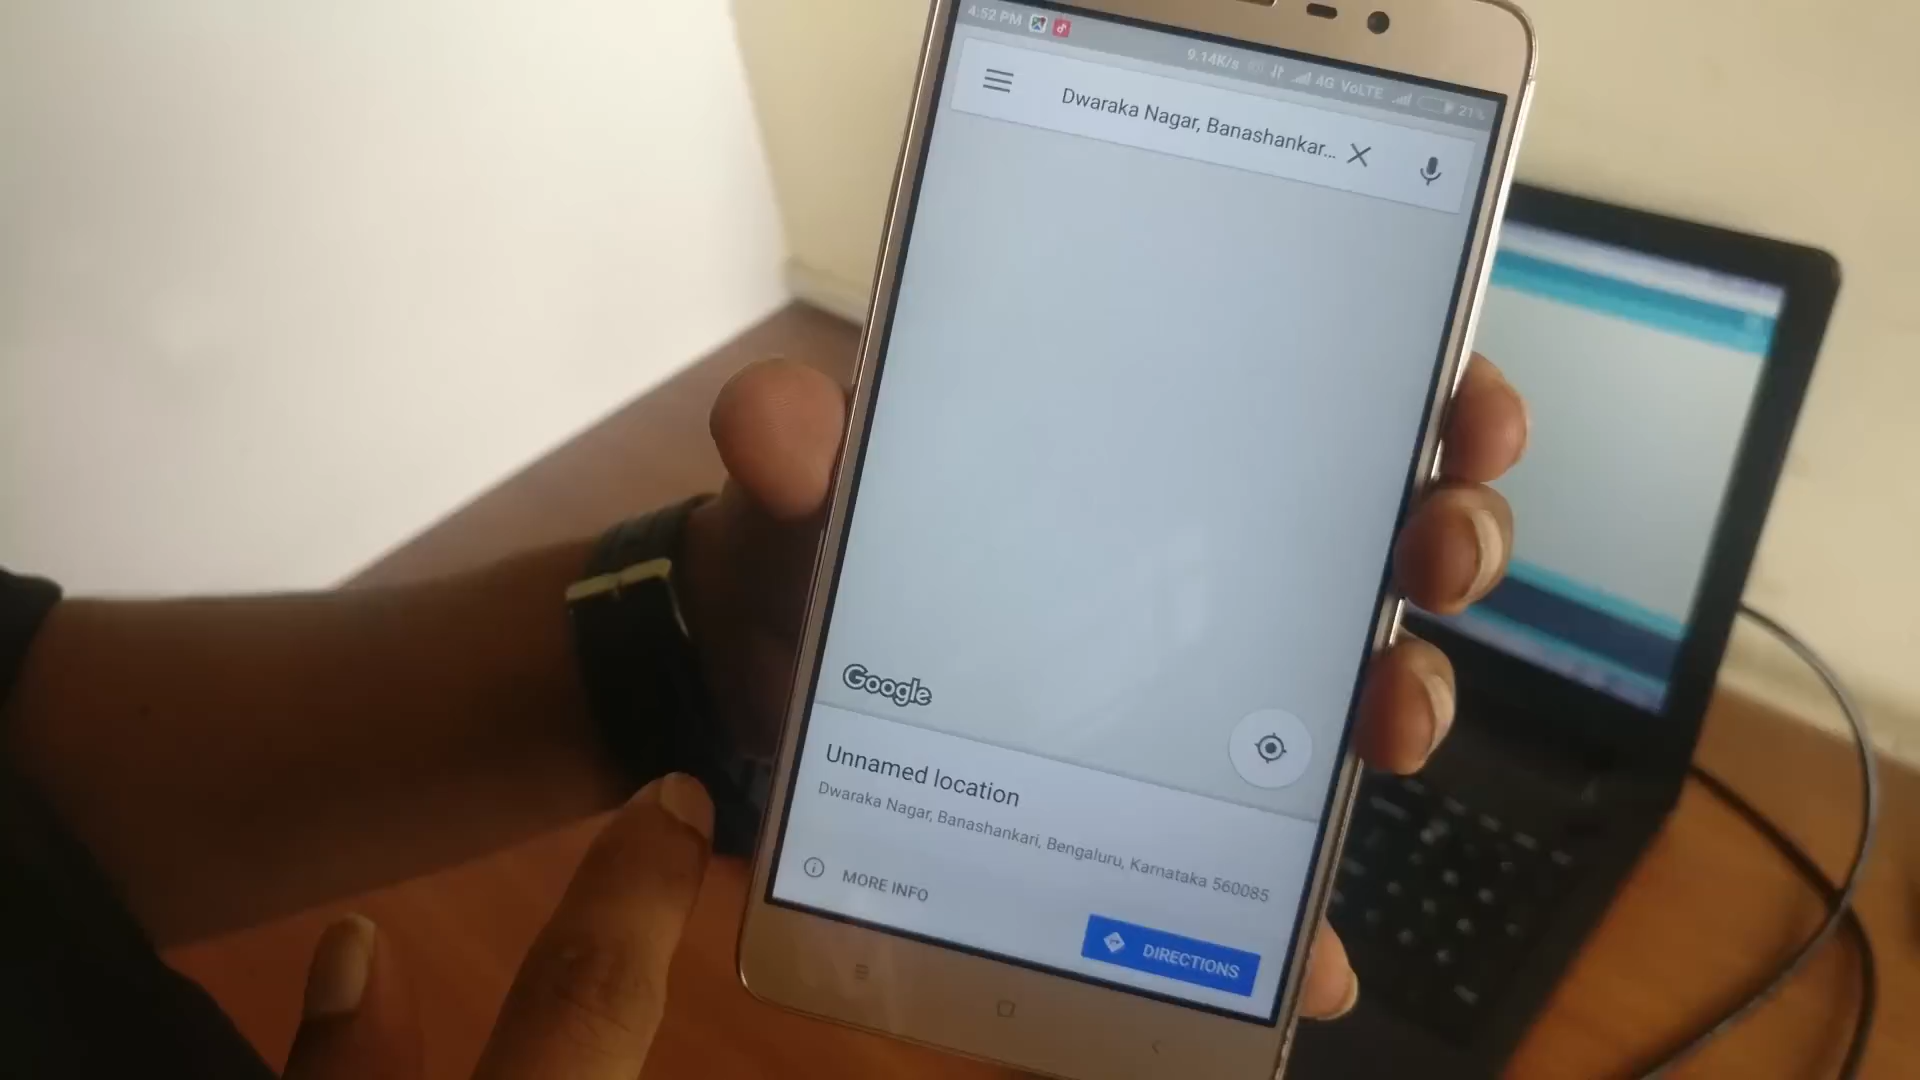 4:52 PM 9.14K/s 4G VoLTE 21%
Dwaraka Nagar, Banashankar...
Google
Unnamed location
Dwaraka Nagar, Banashankari, Bengaluru, Karnataka 560085
MORE INFO
DIRECTIONS